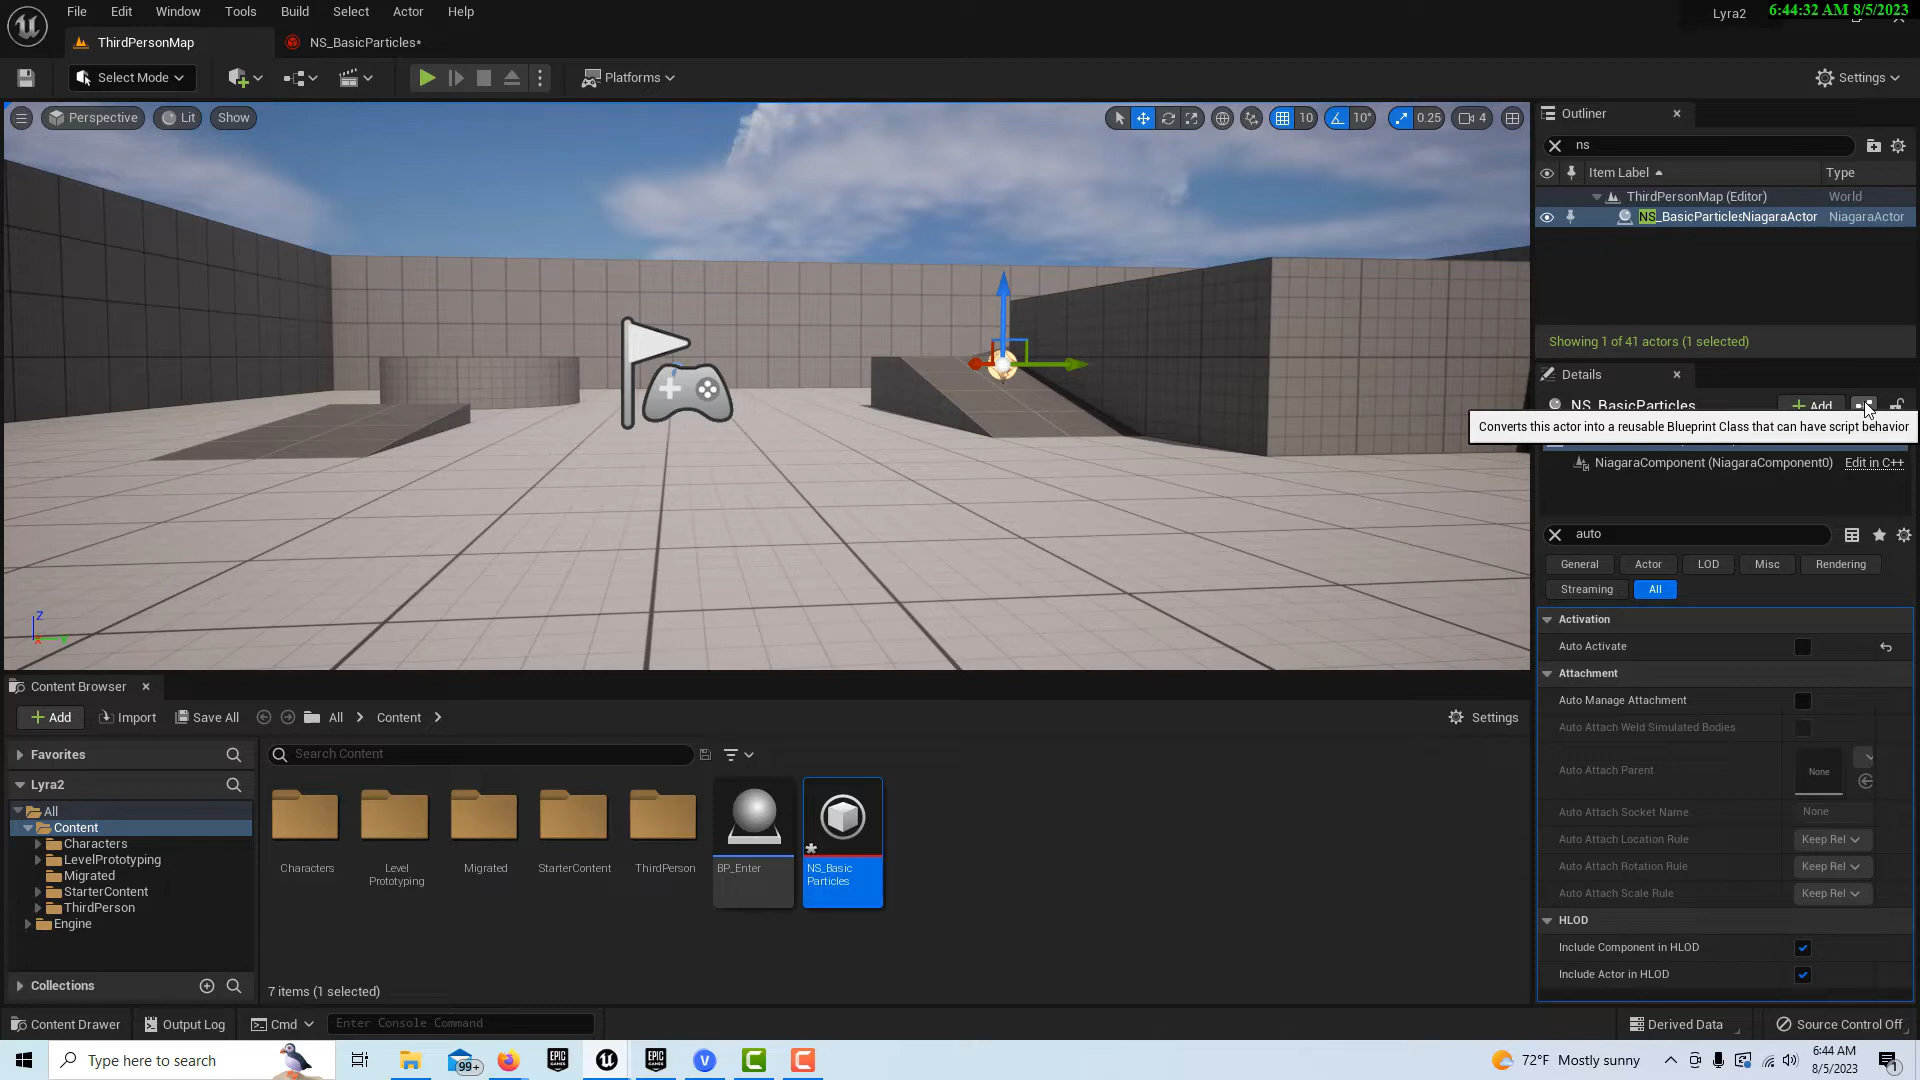 File Edit Window Tools Build Select Actor Help
Lyra2
6:44:32 AM 8/5/2023
ThirdPersonMap
NS_BasicParticles*
Select Mode
Platforms
Settings
Perspective
Lit
Show
10
10°
0.25
4
Outliner
ns
Item Label
Type
ThirdPersonMap (Editor)
World
NS_BasicParticlesNiagaraActor
NiagaraActor
Showing 1 of 41 actors (1 selected)
Details
NS_BasicParticles
Add
Converts this actor into a reusable Blueprint Class that can have script behavior
NiagaraComponent (NiagaraComponent0)
Edit in C++
auto
General
Actor
LOD
Misc
Rendering
Streaming
All
Activation
Auto Activate
Attachment
Auto Manage Attachment
Auto Attach Weld Simulated Bodies
Auto Attach Parent
None
Auto Attach Socket Name
None
Auto Attach Location Rule
Keep Rel
Auto Attach Rotation Rule
Keep Rel
Auto Attach Scale Rule
Keep Rel
HLOD
Include Component in HLOD
Include Actor in HLOD
Z
Content Browser
Add
Import
Save All
All
Content
Settings
Favorites
Lyra2
All
Content
Characters
LevelPrototyping
Migrated
StarterContent
ThirdPerson
Engine
Collections
Search Content
Characters
Level
Prototyping
Migrated
StarterContent
ThirdPerson
BP_Enter
NS_Basic
Particles
7 items (1 selected)
Content Drawer
Output Log
Cmd
Enter Console Command
Derived Data
Source Control Off
Type here to search
99+
EPIC
GAMES
EPIC
GAMES
72°F Mostly sunny
6:44 AM
8/5/2023
1